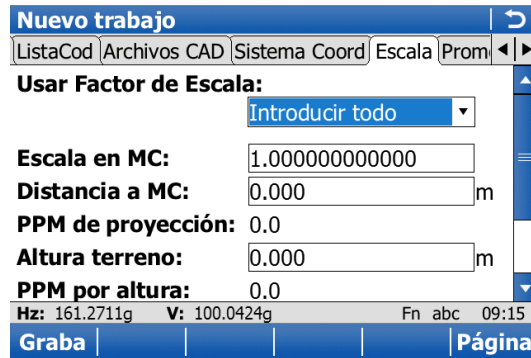 Nuevo trabajo
ListaCod Archivos CAD Sistema Coord Escala
Usar Factor de Escala:
Introducir todo
Escala en MC: 1.000000000000
Distancia a MC: 0.000 m
PPM de proyección: 0.0
Altura terreno: 0.000 m
PPM por altura: 0.0
Hz: 161.2711g V: 100.0424g Fn abc 09:15
Graba Página